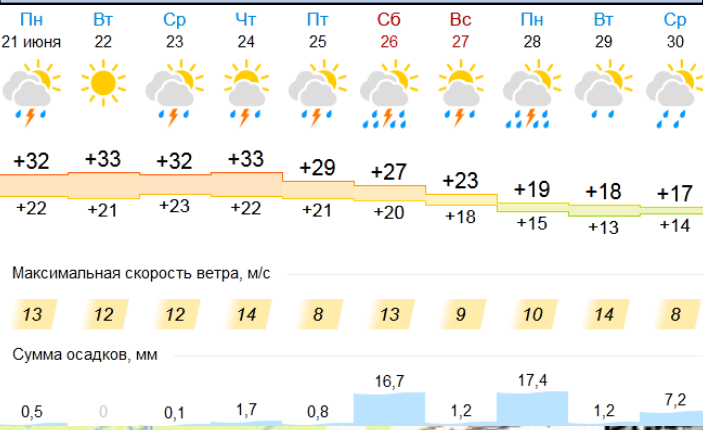 Пн Вт Ср Чт Пт Сб Вс Пн Вт Ср
21 июня 22 23 24 25 26 27 28 29 30
+32 +33 +32 +33 +29 +27 +23 +19 +18 +17
+22 +21 +23 +22 +21 +20 +18 +15 +13 +14
Максимальная скорость ветра, м/с
13 12 12 14 8 13 9 10 14 8
Сумма осадков, мм
0,5 0 0,1 1,7 0,8 16,7 1,2 17,4 1,2 7,2